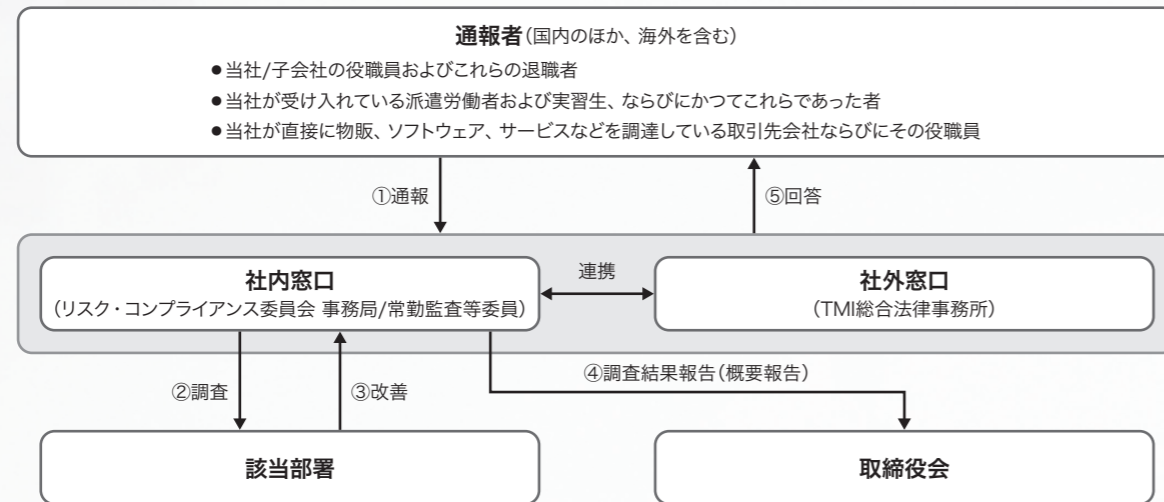 通報者(国内のほか、海外を含む)
●当社/子会社の役職員およびこれらの退職者
●当社が受け入れている派遣労働者および実習生、ならびにかつてこれらであった者
●当社が直接に物販、ソフトウェア、サービスなどを調達している取引先会社ならびにその役職員
①通報
⑤回答
社内窓口
(リスク・コンプライアンス委員会 事務局/常勤監査等委員)
連携
社外窓口
(TMI総合法律事務所)
②調査
③改善
④調査結果報告(概要報告)
該当部署
取締役会